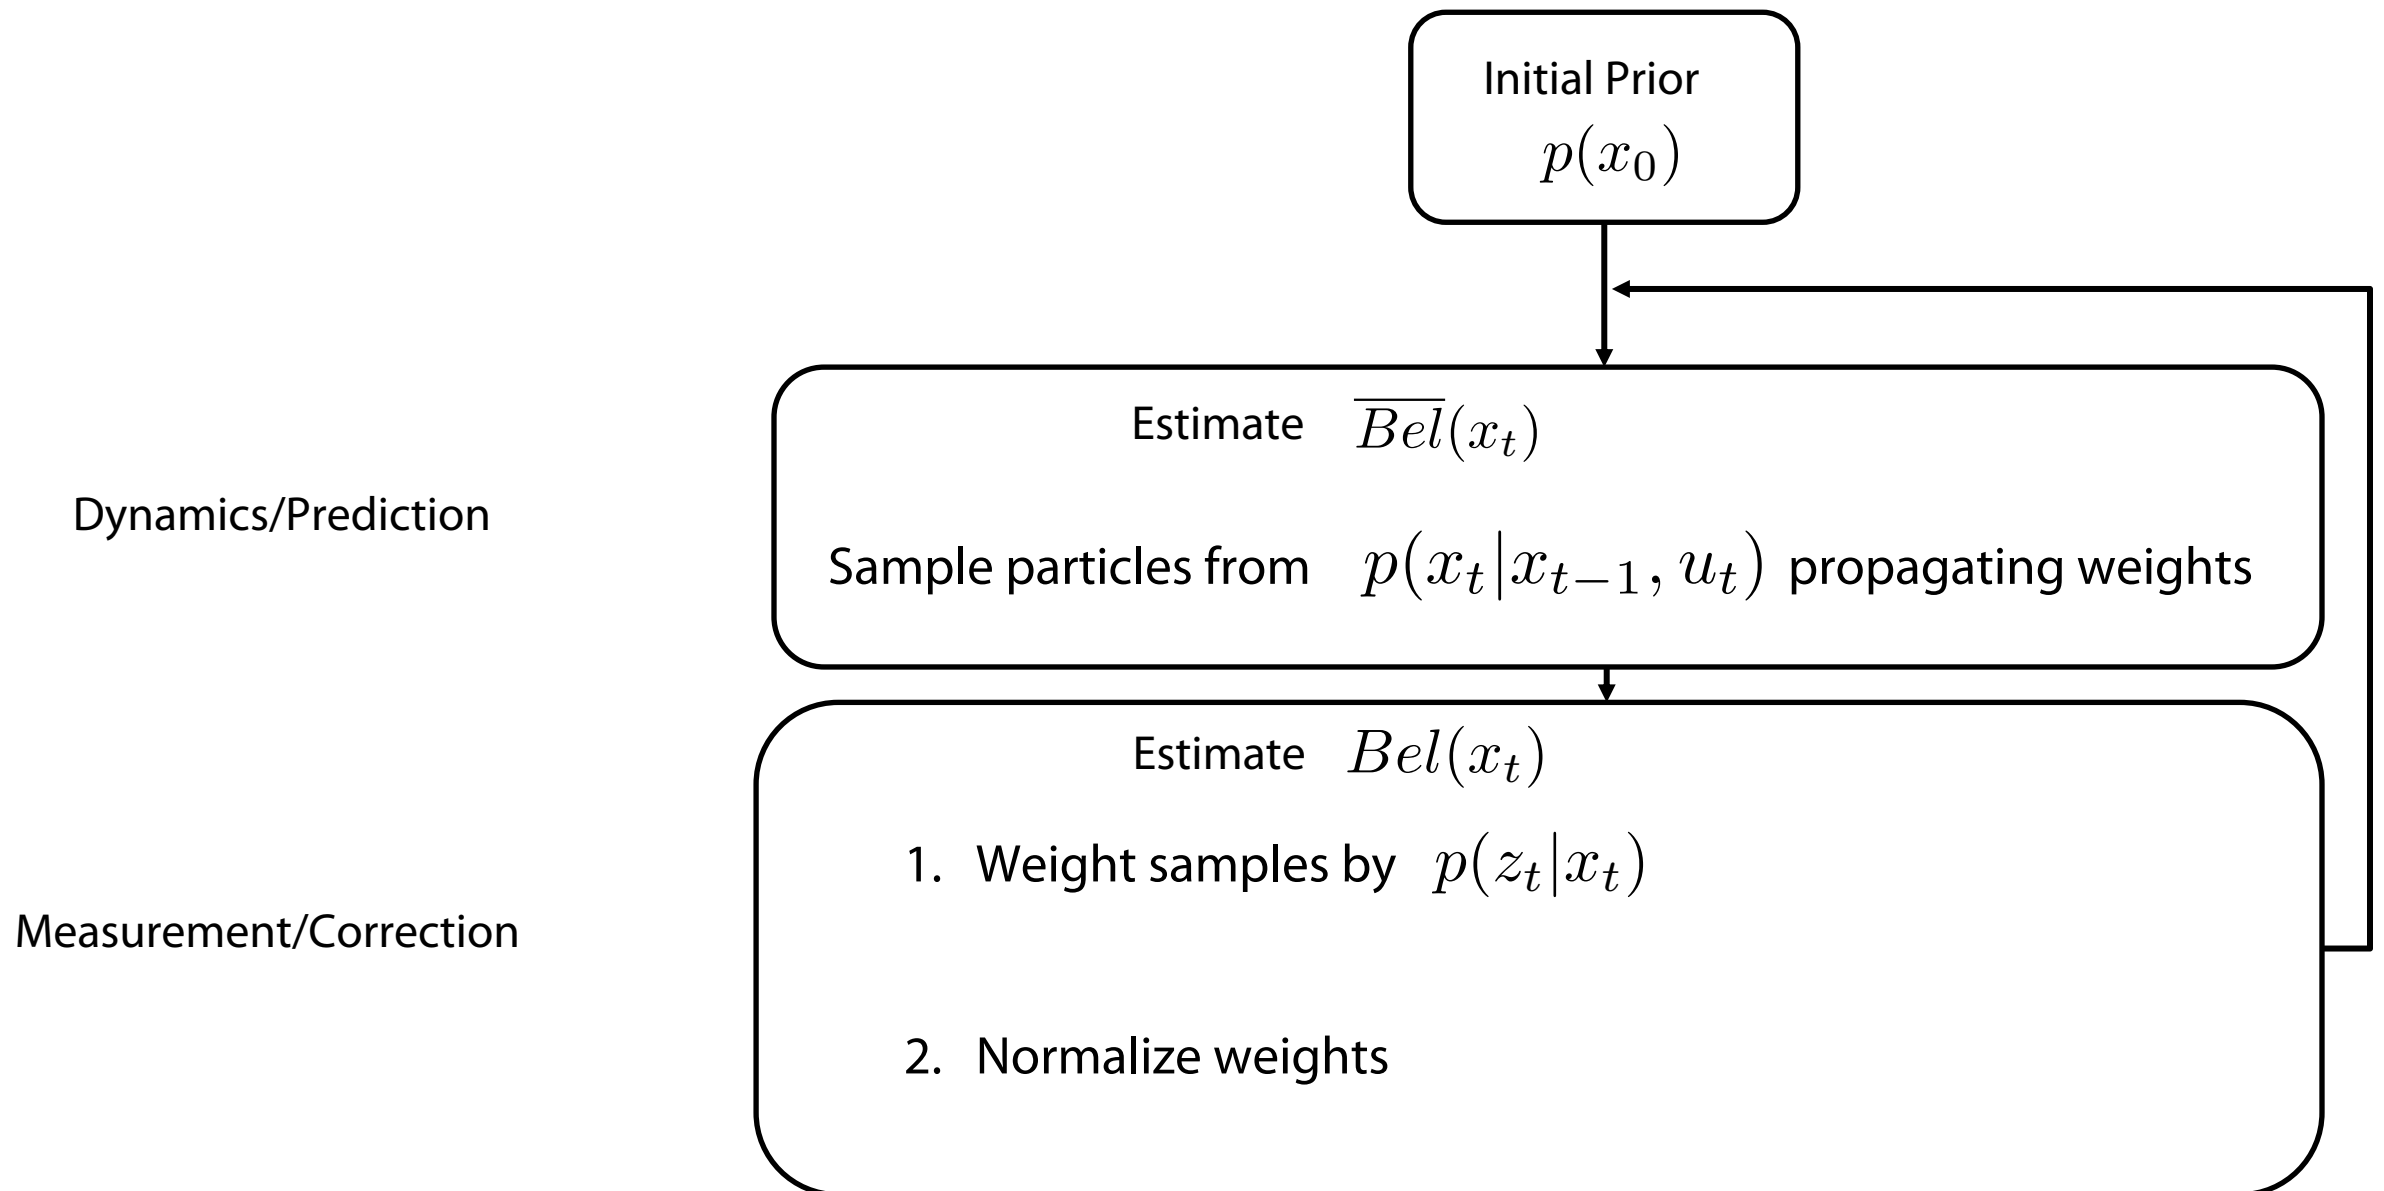 Initial Prior
$p(x_0)$
Estimate $\overline{Bel}(x_t)$
Dynamics/Prediction
Sample particles from $p(x_t|x_{t-1}, u_t)$ propagating weights
Estimate $Bel(x_t)$
1. Weight samples by $p(z_t|x_t)$
Measurement/Correction
2. Normalize weights